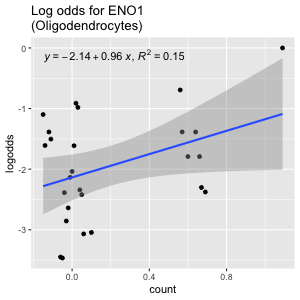 Log odds for ENO1
(Oligodendrocytes)
y = −2.14 + 0.96 x, R² = 0.15
logodds
0
-1
-2
-3
0.0 0.4 0.8
count